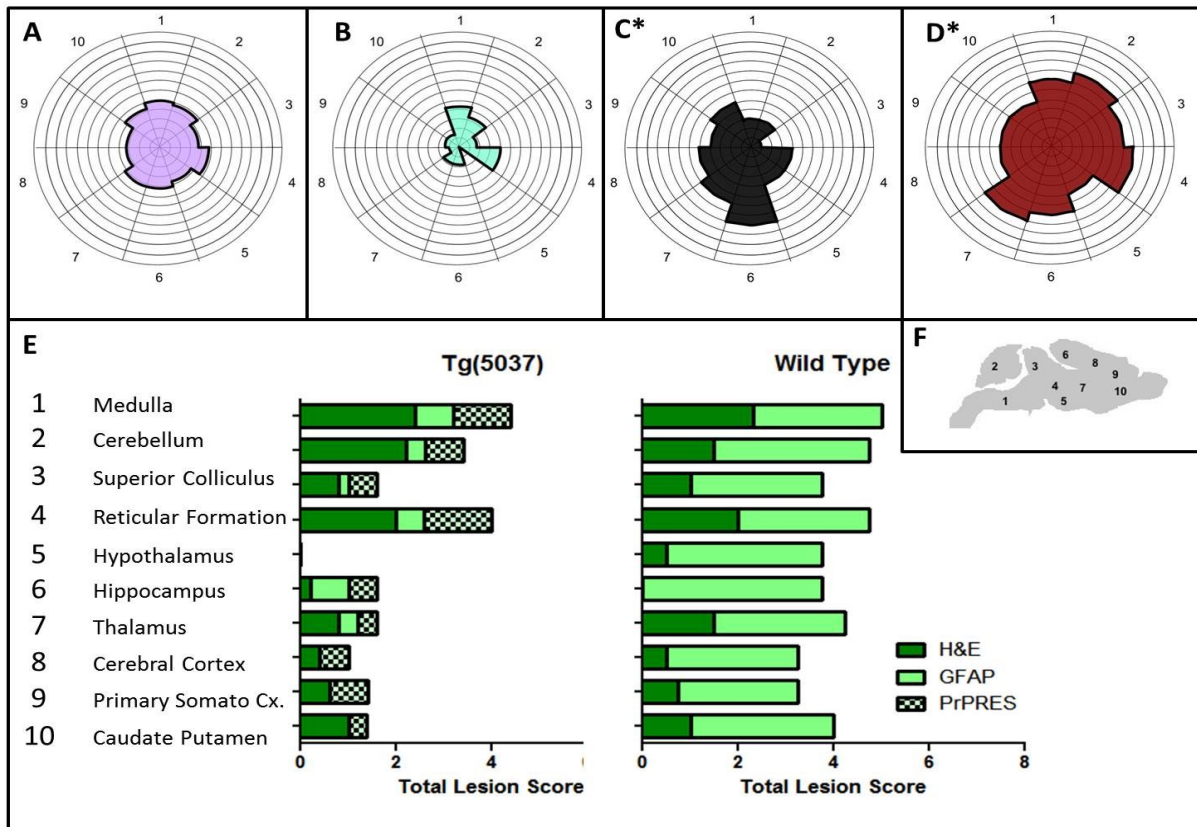 A
1
2
3
4
5
6
7
8
9
10
B
1
2
3
4
5
6
7
8
9
10
C*
1
2
3
4
5
6
7
8
9
10
D*
1
2
3
4
5
6
7
8
9
10
E
Tg(5037)
Wild Type
1 Medulla
2 Cerebellum
3 Superior Colliculus
4 Reticular Formation
5 Hypothalamus
6 Hippocampus
7 Thalamus
8 Cerebral Cortex
9 Primary Somato Cx.
10 Caudate Putamen
0 2 4
Total Lesion Score
0 2 4 6 8
Total Lesion Score
H&E
GFAP
PrPRES
F
1
2
3
4
5
6
7
8
9
10